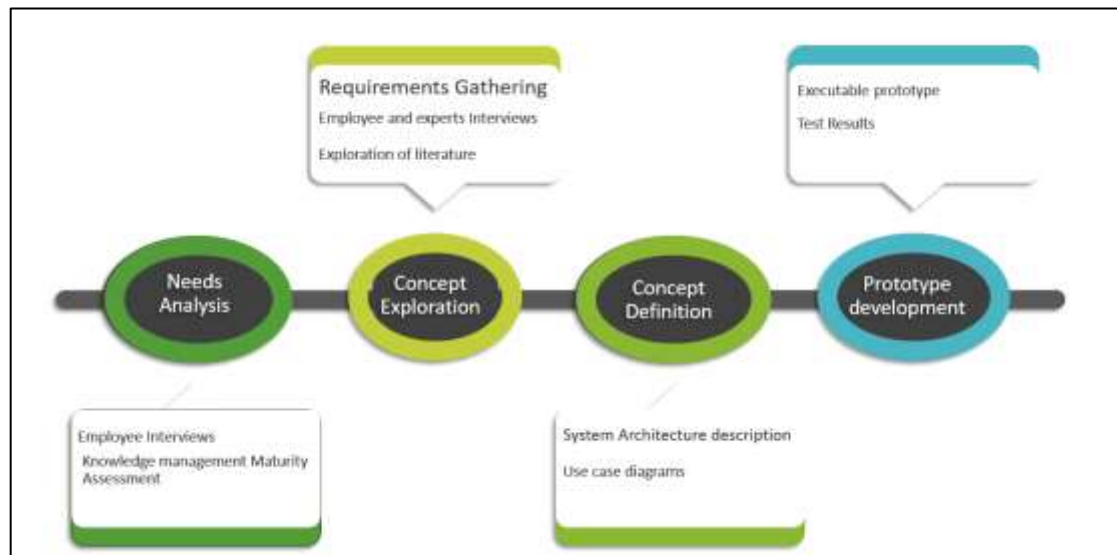 Requirements Gathering
Employee and experts Interviews
Exploration of literature
Executable prototype
Test Results
Needs
Analysis
Concept
Exploration
Concept
Definition
Prototype
development
Employee Interviews
Knowledge management Maturity
Assessment
System Architecture description
Use case diagrams